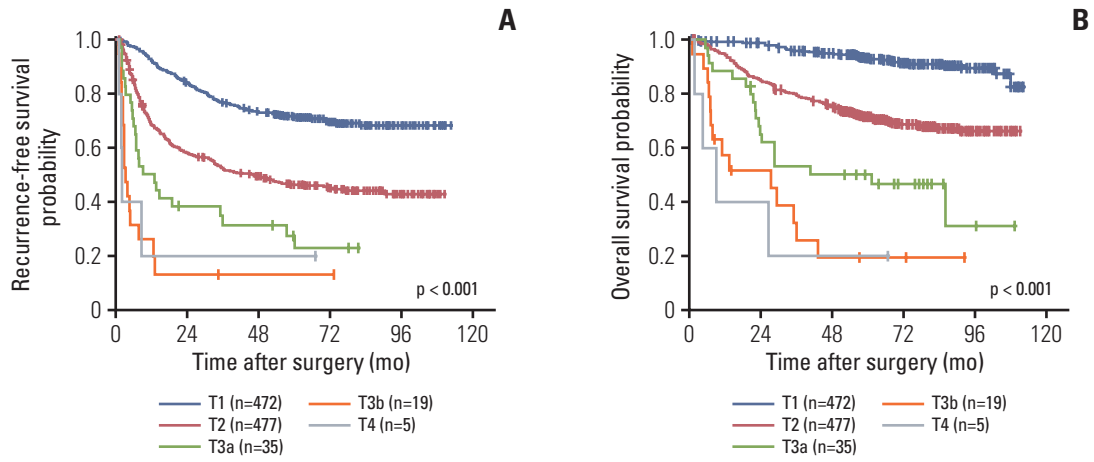 A
1.0
0.8
0.6
0.4
0.2
0
Recurrence-free survival
probability
p < 0.001
0 24 48 72 96 120
Time after surgery (mo)
T1 (n=472)
T2 (n=477)
T3a (n=35)
T3b (n=19)
T4 (n=5)
B
1.0
0.8
0.6
0.4
0.2
0
Overall survival probability
p < 0.001
0 24 48 72 96 120
Time after surgery (mo)
T1 (n=472)
T2 (n=477)
T3a (n=35)
T3b (n=19)
T4 (n=5)